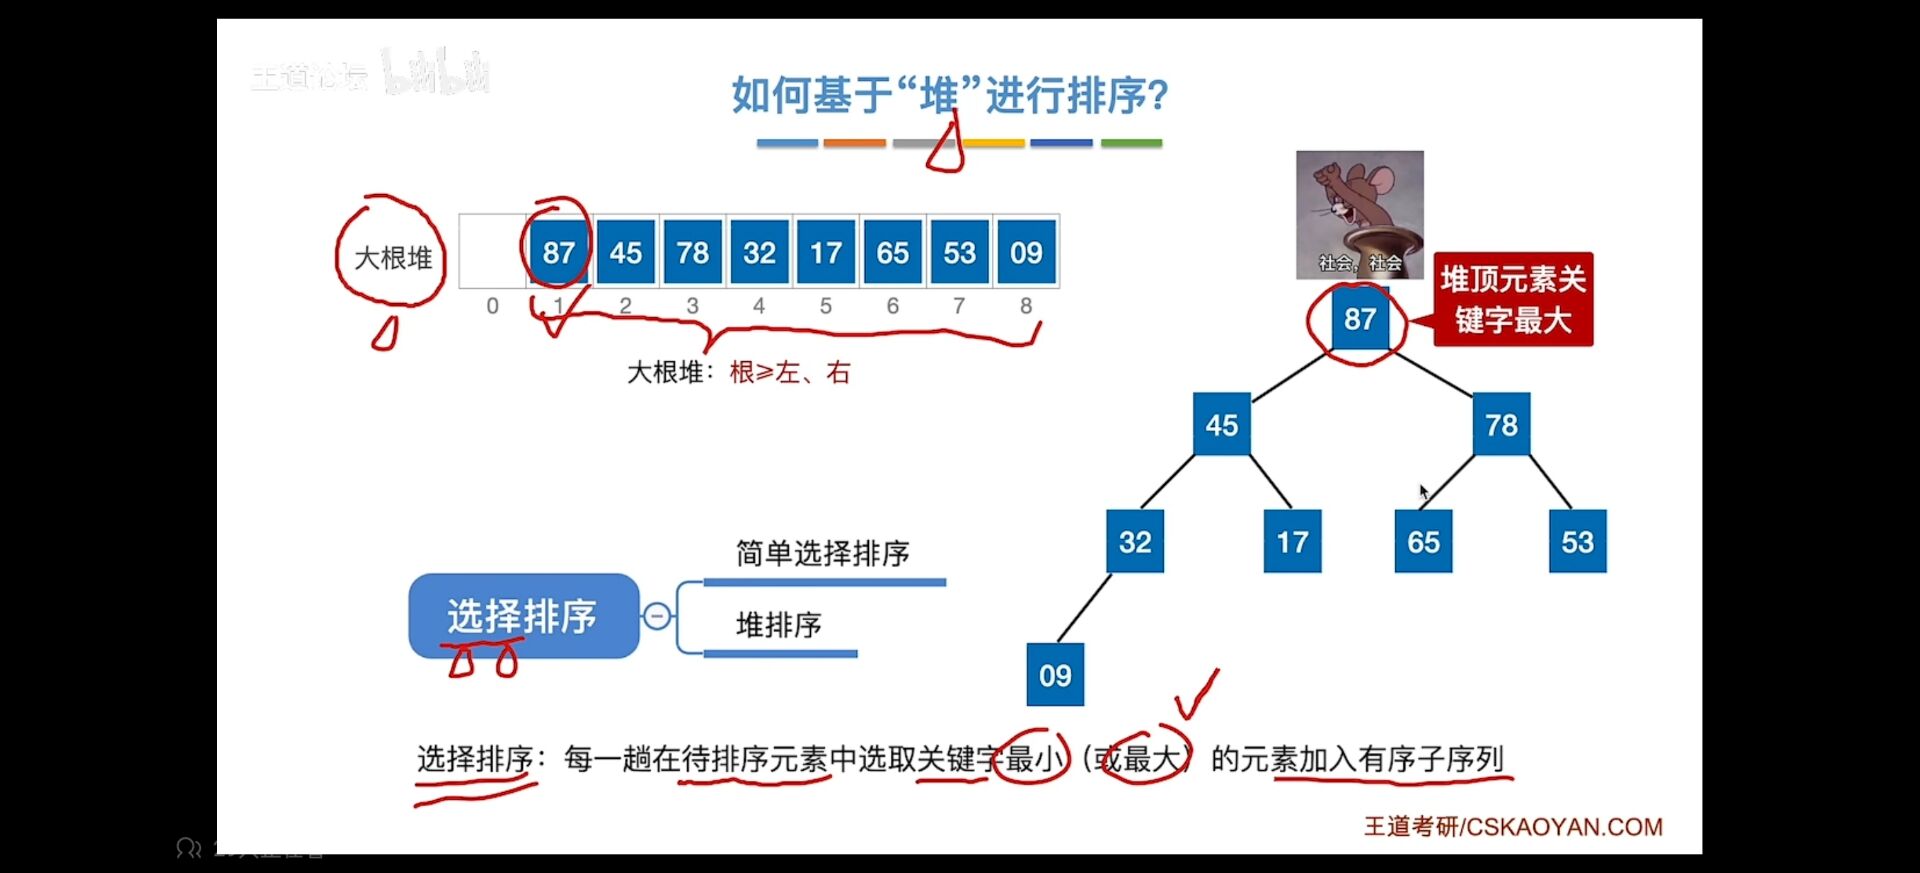 王道论坛 bilibili
如何基于“堆”进行排序?
大根堆
87 45 78 32 17 65 53 09
0 1 2 3 4 5 6 7 8
大根堆：根≥左、右
社会，社会
堆顶元素关
键字最大
87
45 78
32 17 65 53
09
简单选择排序
选择排序
堆排序
选择排序：每一趟在待排序元素中选取关键字最小（或最大）的元素加入有序子序列
王道考研/CSKAOYAN.COM